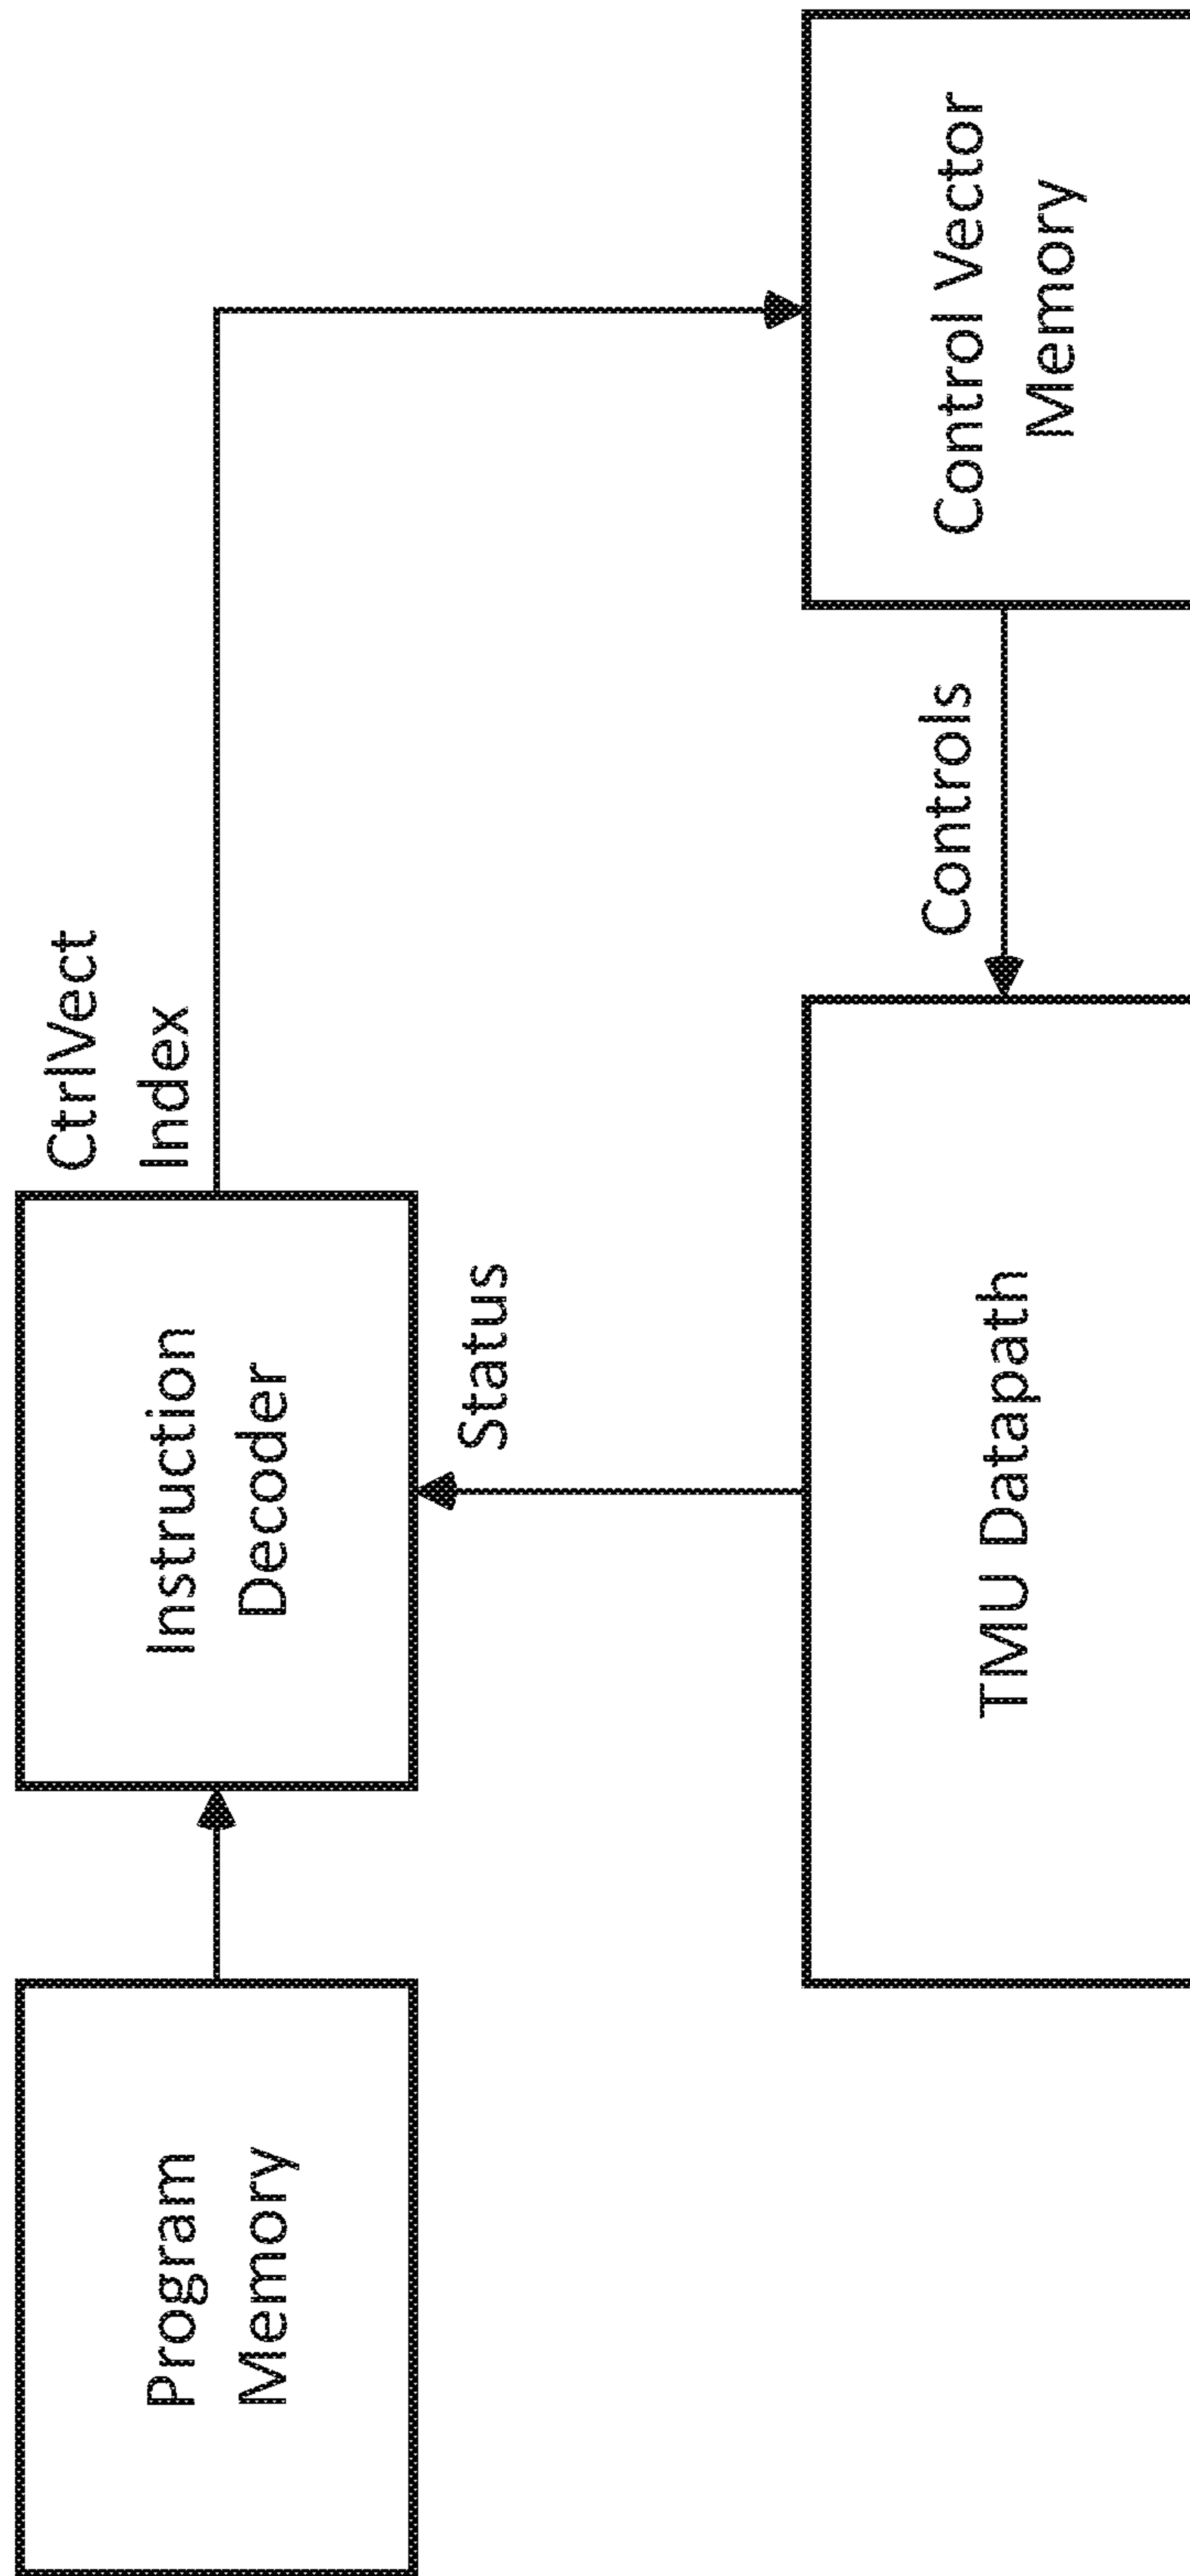 Program
Memory
Instruction
Decoder
CtrlVect
Index
Status
TMU Datapath
Controls
Control Vector
Memory